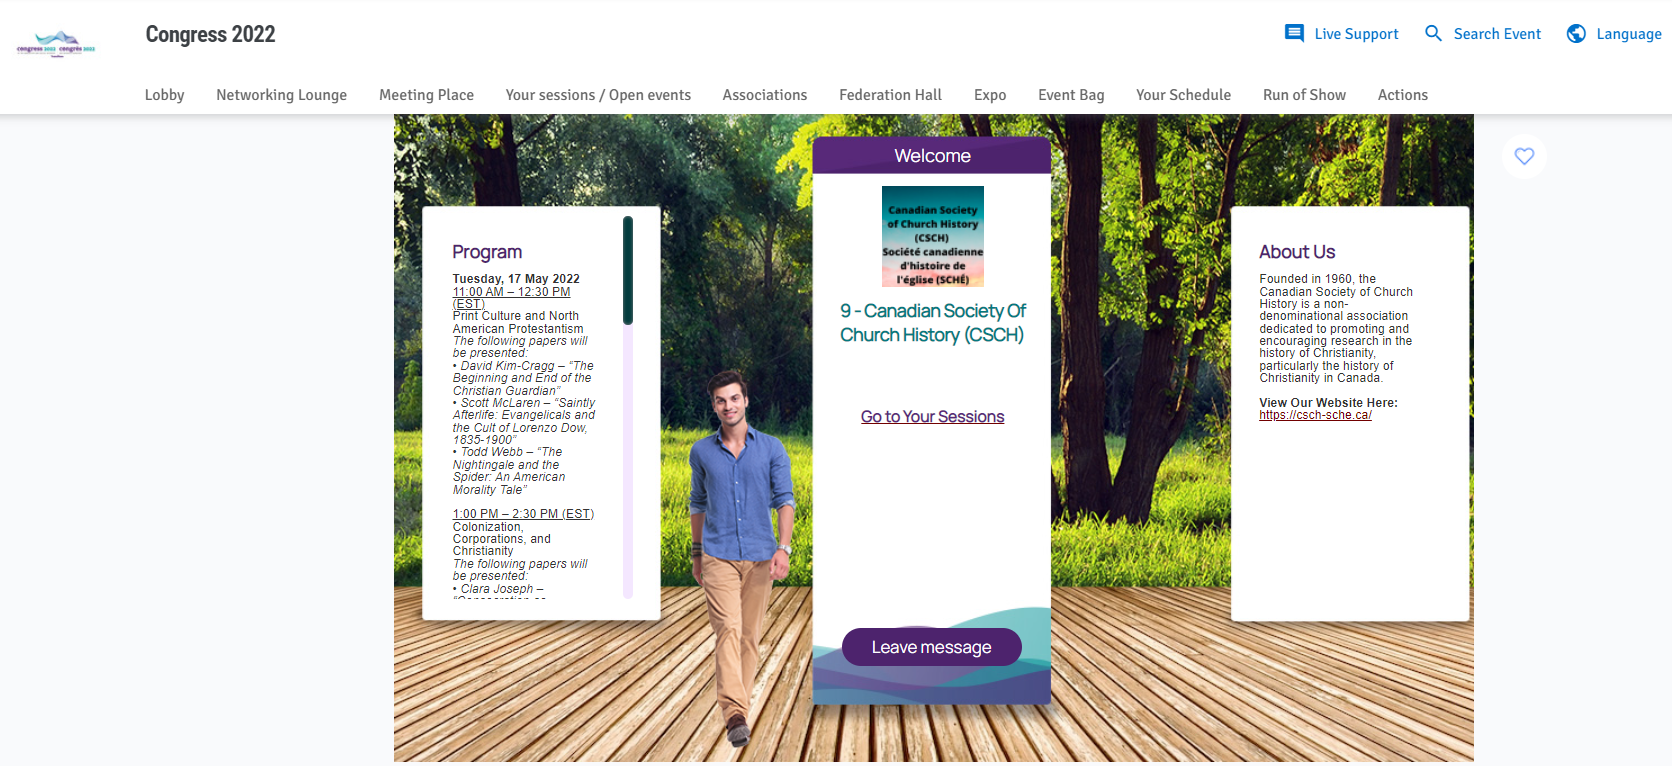 congress 2022 congrès 2022
Congress 2022
Live Support
Search Event
Language
Lobby
Networking Lounge
Meeting Place
Your sessions / Open events
Associations
Federation Hall
Expo
Event Bag
Your Schedule
Run of Show
Actions
Program
Tuesday, 17 May 2022
11:00 AM – 12:30 PM
(EST)
Print Culture and North
American Protestantism
The following papers will
be presented:
• David Kim-Cragg – “The
Beginning and End of the
Christian Guardian”
• Scott McLaren – “Saintly
Afterlife: Evangelicals and
the Cult of Lorenzo Dow,
1835-1900”
• Todd Webb – “The
Nightingale and the
Spider: An American
Morality Tale”
1:00 PM – 2:30 PM (EST)
Colonization,
Corporations, and
Christianity
The following papers will
be presented:
• Clara Joseph –
Welcome
Canadian Society
of Church History
(CSCH)
Société canadienne
d'histoire de
l'église (SCHÉ)
9 - Canadian Society Of
Church History (CSCH)
Go to Your Sessions
Leave message
About Us
Founded in 1960, the
Canadian Society of Church
History is a non-
denominational association
dedicated to promoting and
encouraging research in the
history of Christianity,
particularly the history of
Christianity in Canada.
View Our Website Here:
https://csch-sche.ca/